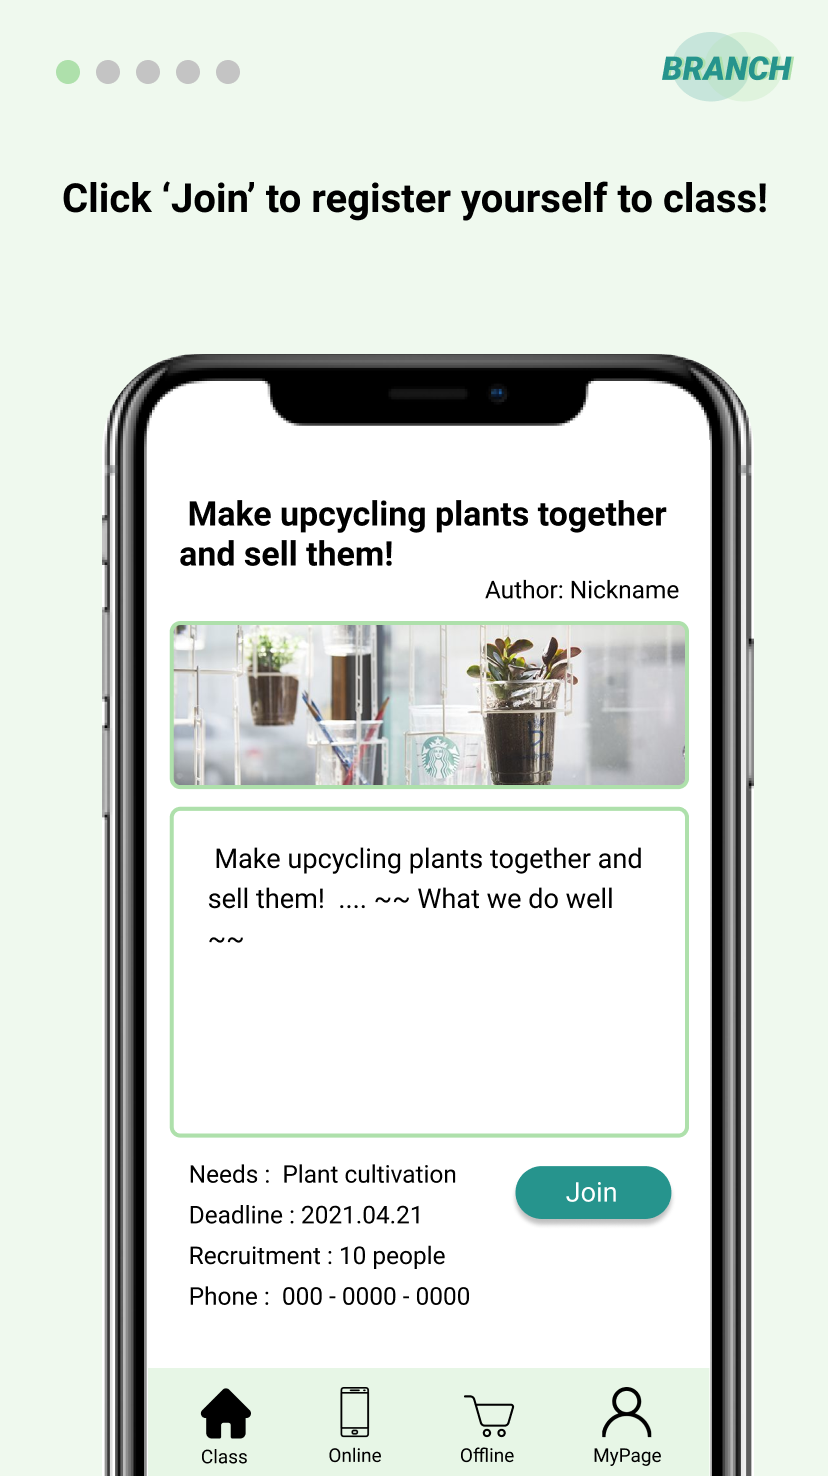 BRANCH
Click ‘Join’ to register yourself to class!
Make upcycling plants together
and sell them!
Author: Nickname
Make upcycling plants together and
sell them!  .... ~~ What we do well
~~
Needs :  Plant cultivation
Join
Deadline : 2021.04.21
Recruitment : 10 people
Phone :  000 - 0000 - 0000
Class
Online
Offline
MyPage